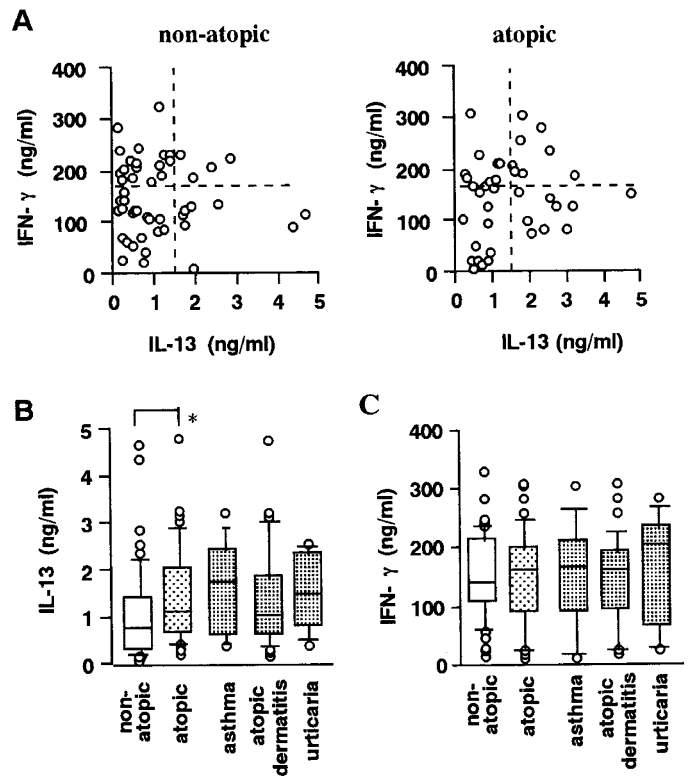 A
non-atopic
atopic
400
300
200
100
0
IFN- γ (ng/ml)
0 1 2 3 4 5
IL-13 (ng/ml)
400
300
200
100
0
IFN- γ (ng/ml)
0 1 2 3 4 5
IL-13 (ng/ml)
B
*
5
4
3
2
1
0
IL-13 (ng/ml)
non-
atopic
atopic
asthma
atopic
dermatitis
urticaria
C
400
300
200
100
0
IFN- γ (ng/ml)
non-
atopic
atopic
asthma
atopic
dermatitis
urticaria